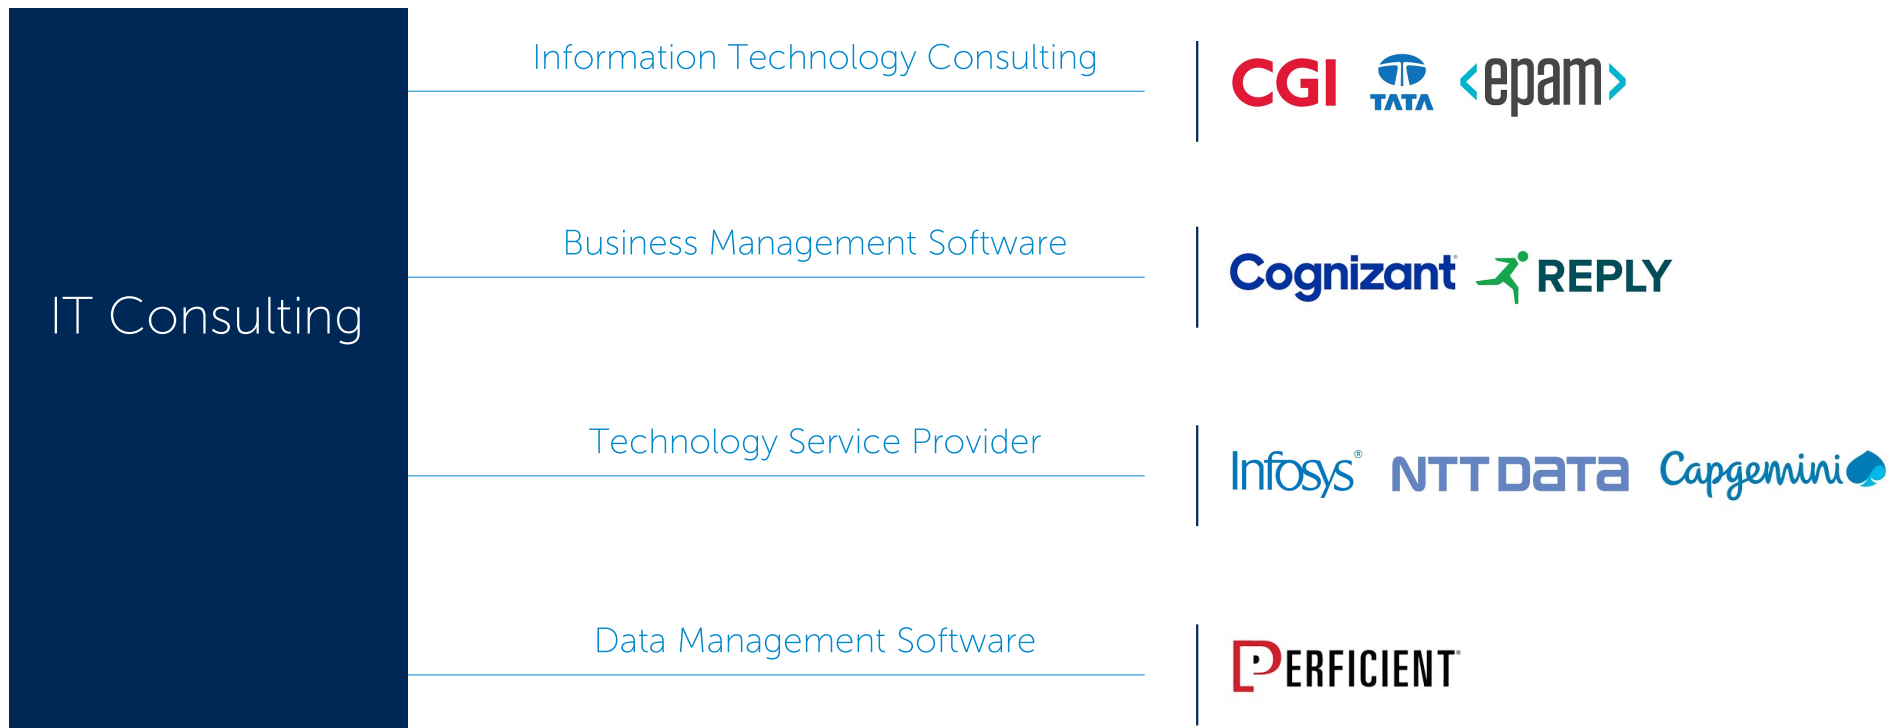 IT Consulting
Information Technology Consulting
CGI TATA <epam>
Business Management Software
Cognizant REPLY
Technology Service Provider
Infosys® NTT DATA Capgemini
Data Management Software
PERFICIENT®